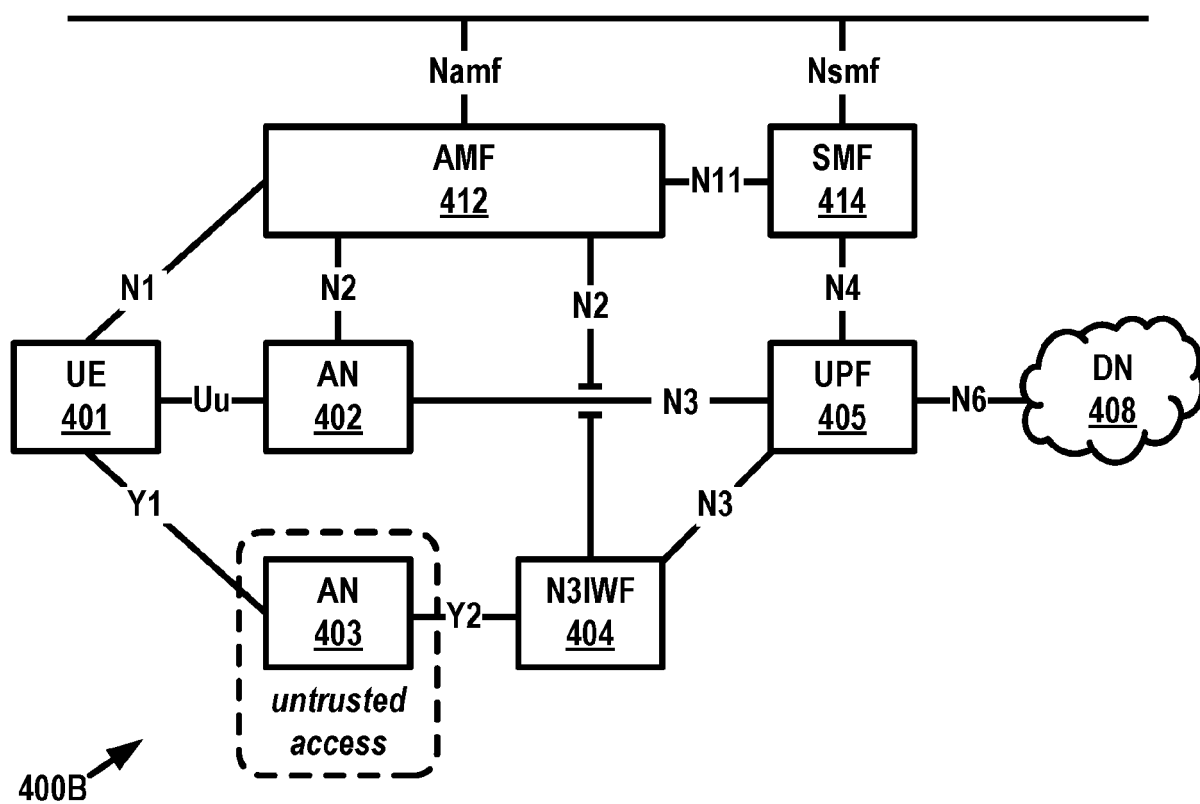 Namf
Nsmf
AMF
412
N11
SMF
414
N1
N2
N2
N4
UE
401
Uu
AN
402
N3
UPF
405
N6
DN
408
Y1
N3
AN
403
Y2
N3IWF
404
untrusted
access
400B